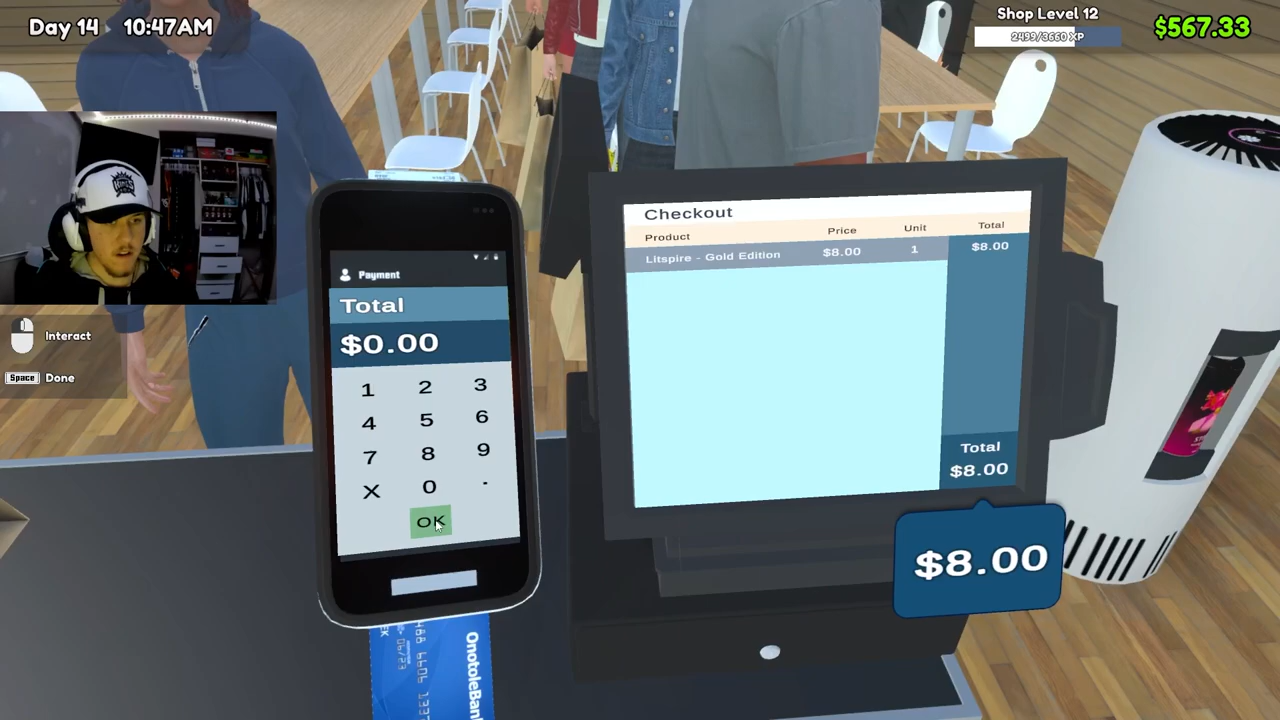 Day 14 10:47AM
Shop Level 12
2499/3660 XP
$567.33
Interact
Space Done
Payment
Total
$0.00
1 2 3
4 5 6
7 8 9
X 0 .
OK
Checkout
Product Price Unit Total
Litspire - Gold Edition $8.00 1 $8.00
Total
$8.00
$8.00
OnotoleBank